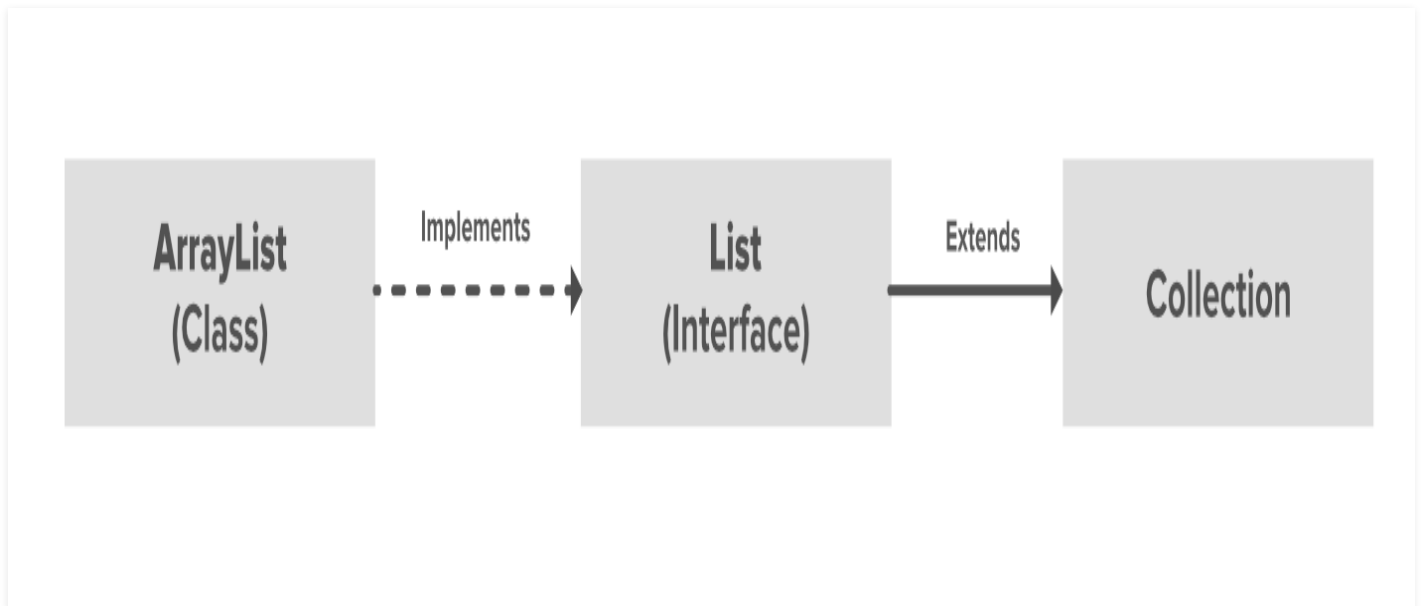 ArrayList
(Class)
Implements
List
(Interface)
Extends
Collection